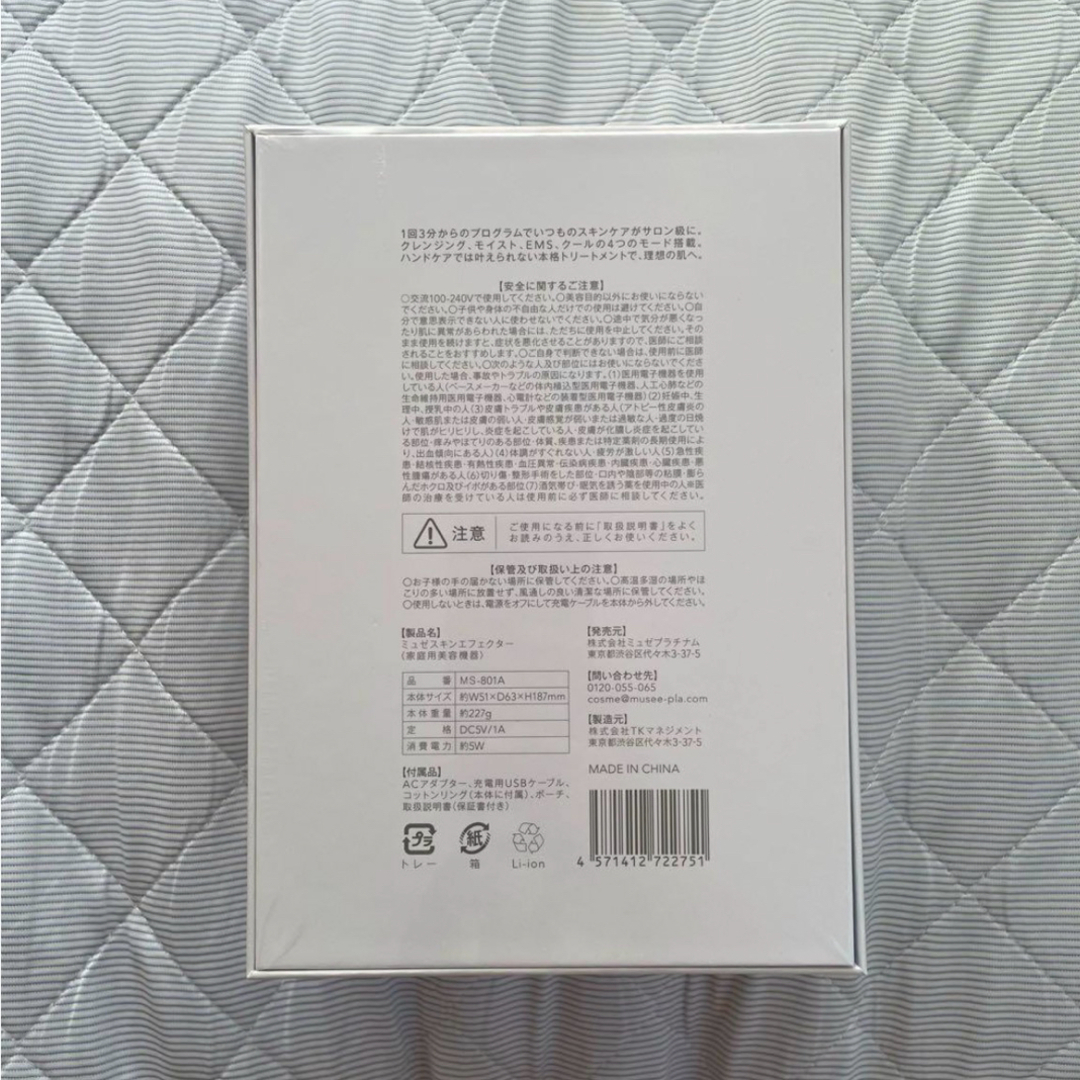 1回3分からのプログラムでいつものスキンケアがサロン級に。
クレンジング、モイスト、EMS、クールの4つのモード搭載。
ハンドケアでは叶えられない本格トリートメントで、理想の肌へ。
【安全に関するご注意】
〇交流100-240Vで使用してください。〇美容目的以外にお使いにならない
でください。〇子供や身体の不自由な人だけでの使用は避けてください。〇自
分で意思表示できない人に使わせないでください。〇途中で気分が悪くなっ
たり肌に異常があらわれた場合には、ただちに使用を中止してください。その
まま使用を続けますと、症状を悪化させることがありますので、医師にご相談
されることをおすすめします。〇ご自身で判断できない場合は、使用前に医師
に相談してください。〇次のような人及び部位にはお使いにならないでくださ
い。使用した場合、事故やトラブルの原因になります。(1)医用電子機器を使用
している人(ペースメーカーなどの体内植込型医用電子機器、人工心肺などの
生命維持用医用電子機器、心電計などの装着型医用電子機器)(2)妊娠中、生
理中、授乳中の人(3)皮膚トラブルや皮膚疾患がある人(アトピー性皮膚炎の
人・敏感肌または皮膚の弱い人・皮膚感覚が弱いまたは過敏な人・過度の日焼
けで肌がヒリヒリし、炎症を起こしている人・皮膚が化膿し炎症を起こしてい
る部位・痒みやほてりのある部位・体質、疾患または特定薬剤の長期使用によ
り、出血傾向にある人)(4)体調がすぐれない人・疲労が激しい人(5)急性疾
患・結核性疾患・有熱性疾患・血圧異常・伝染病疾患・内臓疾患・心臓疾患・悪
性腫瘍がある人(6)切り傷・整形手術をした部位・口内や陰部等の粘膜・膨ら
んだホクロ及びイボがある部位(7)酒気帯び・眠気を誘う薬を使用中の人※医
師の治療を受けている人は使用前に必ず医師に相談してください。
注意 ご使用になる前に「取扱説明書」をよく
お読みのうえ、正しくお使いください。
【保管及び取扱い上の注意】
〇お子様の手の届かない場所に保管してください。〇高温多湿の場所やほ
こりの多い場所に放置せず、風通しの良い清潔な場所に保管してください。
〇使用しないときは、電源をオフにして充電ケーブルを本体から外してください。
【製品名】
ミュゼスキンエフェクター
(家庭用美容機器)
品番 MS-801A
本体サイズ 約W51×D63×H187mm
本体重量 約227g
定格 DC5V/1A
消費電力 約5W
【付属品】
ACアダプター、充電用USBケーブル、
コットンリング(本体に付属)、ポーチ、
取扱説明書(保証書付き)
【発売元】
株式会社ミュゼプラチナム
東京都渋谷区代々木3-37-5
【問い合わせ先】
0120-055-065
cosme@musee-pla.com
【製造元】
株式会社TKマネジメント
東京都渋谷区代々木3-37-5
MADE IN CHINA
プラ
トレー
紙
箱
Li-ion
4 571412 722751